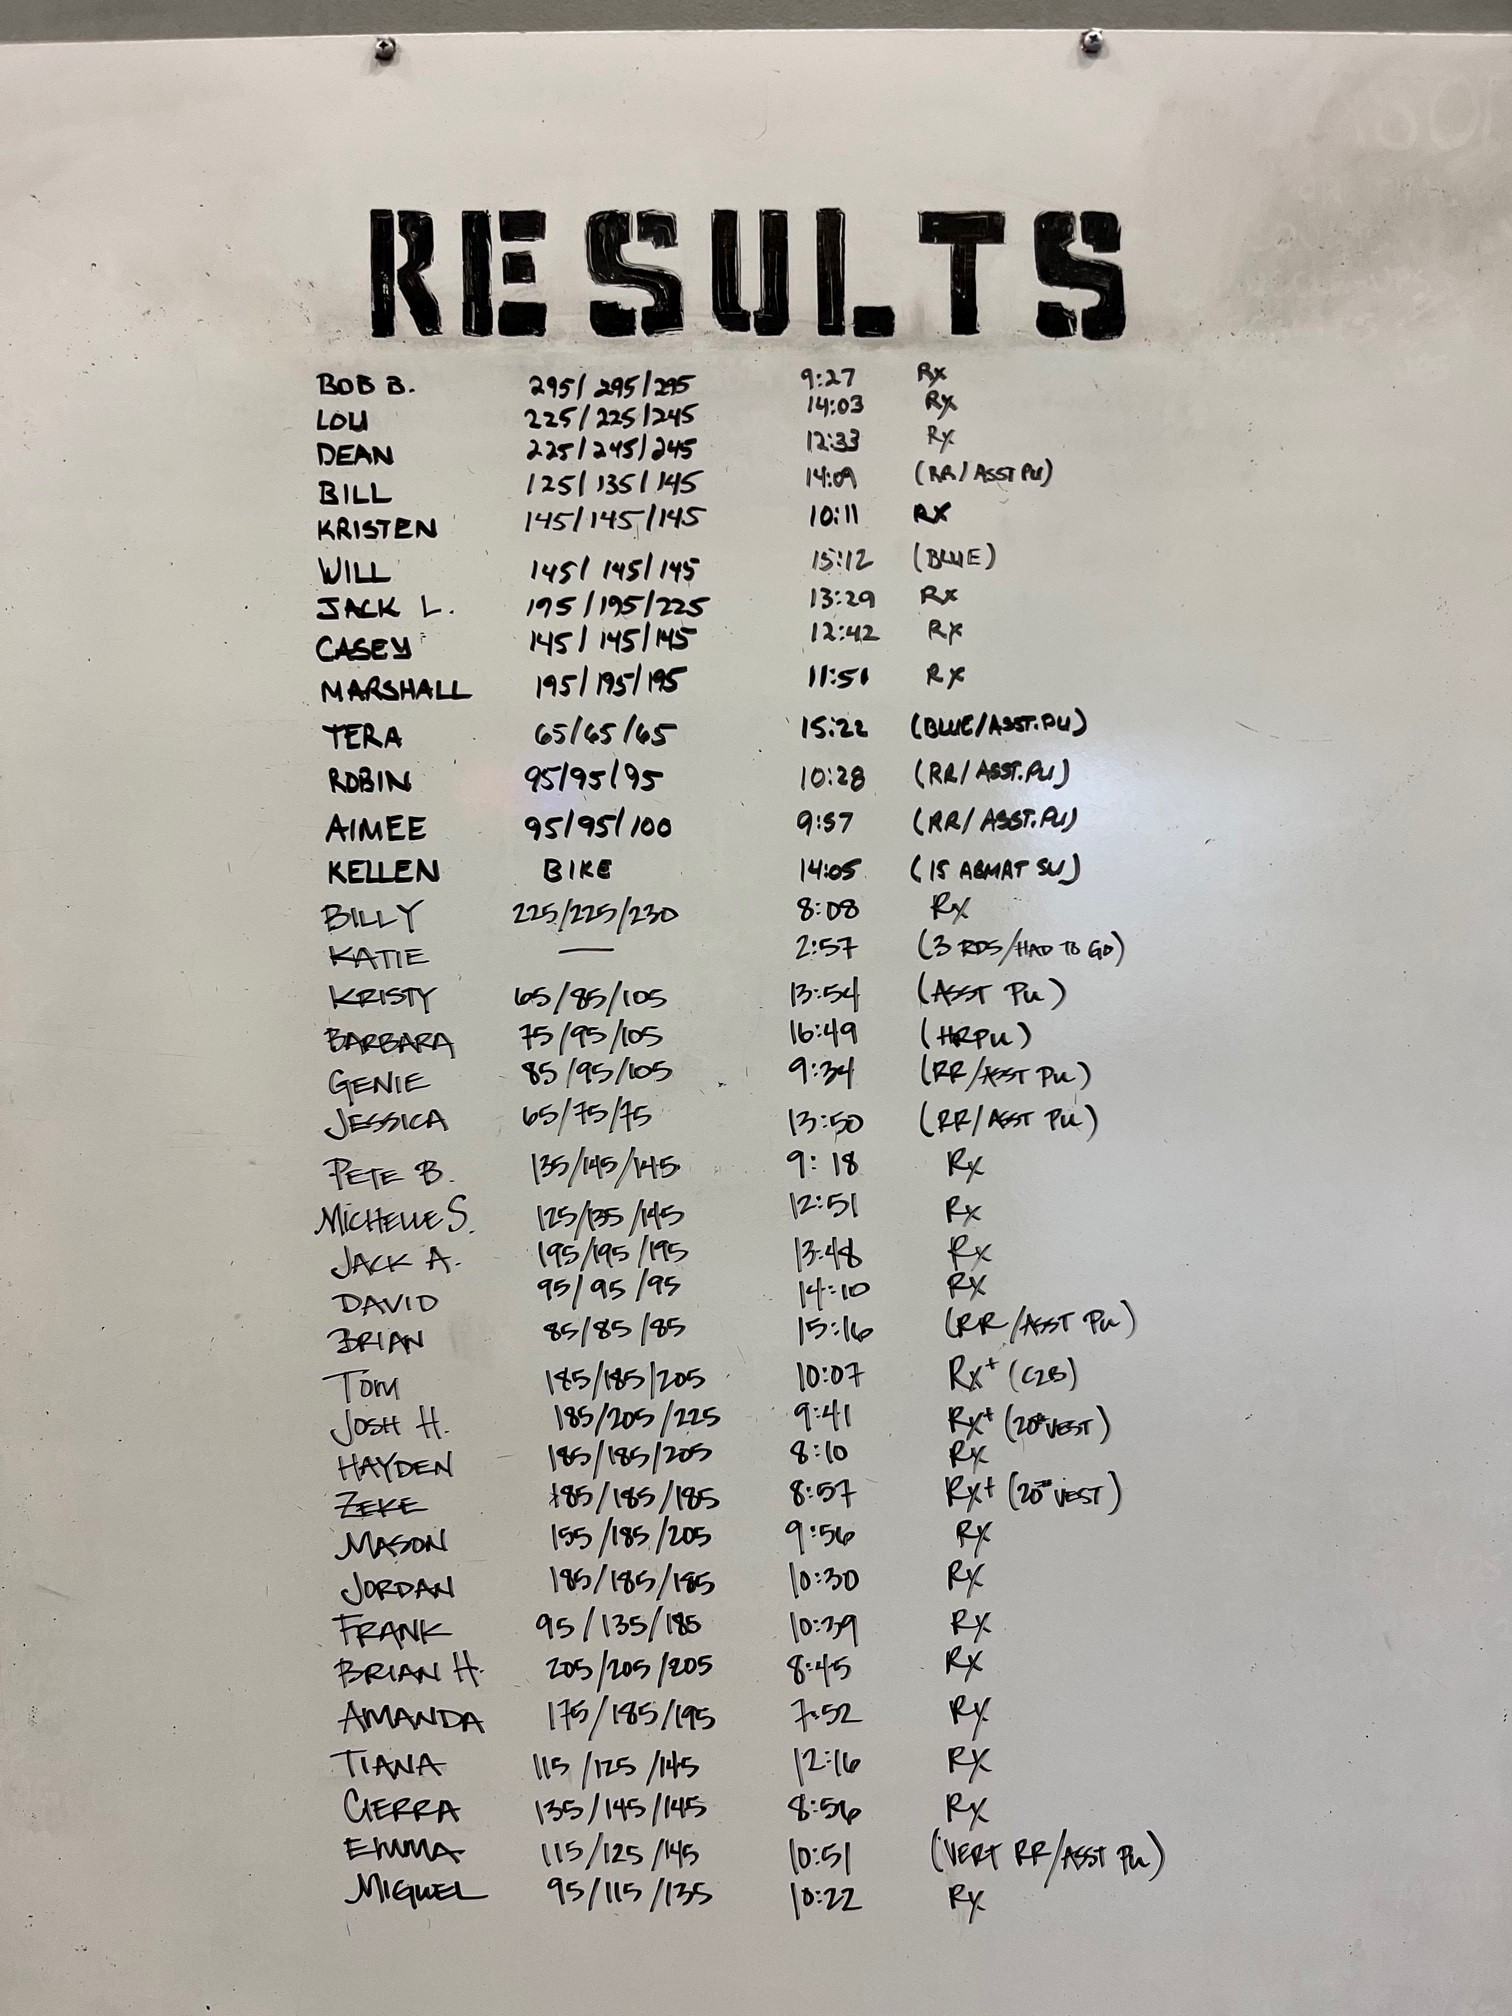 RESULTS
BOB B. 295/295/295 9:27 Rx
LOU 225/225/245 14:03 Rx
DEAN 225/245/245 12:33 Rx
BILL 125/135/145 14:09 (RR/ASST PU)
KRISTEN 145/145/145 10:11 RX
WILL 145/145/145 15:12 (BLUE)
JACK L. 195/195/225 13:29 Rx
CASEY 145/145/145 12:42 RX
MARSHALL 195/195/195 11:51 RX
TERA 65/65/65 15:22 (BLUE/ASST.PU)
ROBIN 95/95/95 10:28 (RR/ASST.PU)
AIMEE 95/95/100 9:57 (RR/ASST.PU)
KELLEN BIKE 14:05 (15 ABMAT SU)
BILLY 225/225/230 8:08 Rx
KATIE — 2:57 (3 RDS/HAD TO GO)
KRISTY 65/85/105 13:54 (ASST PU)
BARBARA 75/95/105 16:49 (HRPU)
GENIE 85/95/105 9:34 (RR/ASST PU)
JESSICA 65/75/75 13:50 (RR/ASST PU)
PETE B. 135/145/145 9:18 Rx
MICHELLE S. 125/135/145 12:51 Rx
JACK A. 195/195/195 13:48 Rx
DAVID 95/95/95 14:10 RX
BRIAN 85/85/85 15:16 (RR/ASST PU)
TOM 185/185/205 10:07 Rx+ (C2B)
JOSH H. 185/205/225 9:41 Rx+ (20# VEST)
HAYDEN 185/185/205 8:10 Rx
ZEKE 185/185/185 8:57 Rx+ (20# VEST)
MASON 155/185/205 9:56 RX
JORDAN 185/185/185 10:30 Rx
FRANK 95/135/185 10:39 RX
BRIAN H. 205/205/205 8:45 RX
AMANDA 175/185/195 7:52 Rx
TIANA 115/125/145 12:16 RX
CIERRA 135/145/145 8:56 RX
EMMA 115/125/145 10:51 (VERT RR/ASST PU)
MIGUEL 95/115/135 10:22 Rx